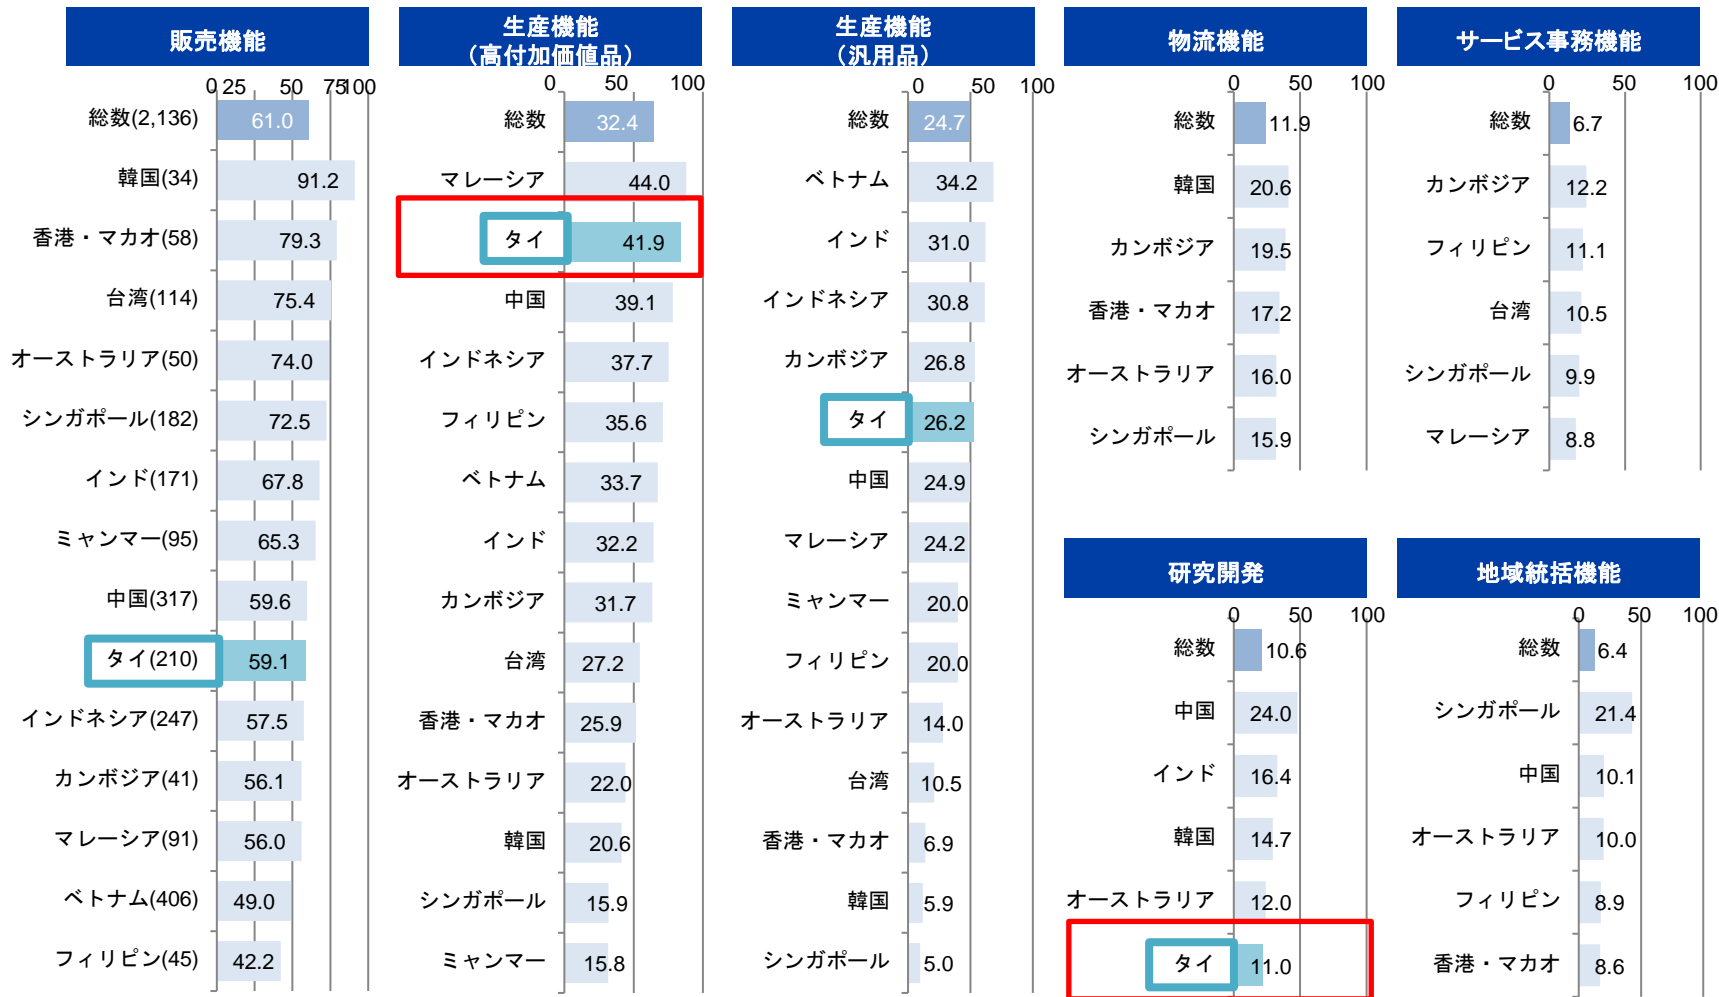 販売機能
0 25 50 75 100
総数(2,136) 61.0
韓国(34) 91.2
香港・マカオ(58) 79.3
台湾(114) 75.4
オーストラリア(50) 74.0
シンガポール(182) 72.5
インド(171) 67.8
ミャンマー(95) 65.3
中国(317) 59.6
タイ(210) 59.1
インドネシア(247) 57.5
カンボジア(41) 56.1
マレーシア(91) 56.0
ベトナム(406) 49.0
フィリピン(45) 42.2
生産機能
（高付加価値品）
0 50 100
総数 32.4
マレーシア 44.0
タイ 41.9
中国 39.1
インドネシア 37.7
フィリピン 35.6
ベトナム 33.7
インド 32.2
カンボジア 31.7
台湾 27.2
香港・マカオ 25.9
オーストラリア 22.0
韓国 20.6
シンガポール 15.9
ミャンマー 15.8
生産機能
（汎用品）
0 50 100
総数 24.7
ベトナム 34.2
インド 31.0
インドネシア 30.8
カンボジア 26.8
タイ 26.2
中国 24.9
マレーシア 24.2
ミャンマー 20.0
フィリピン 20.0
オーストラリア 14.0
台湾 10.5
香港・マカオ 6.9
韓国 5.9
シンガポール 5.0
物流機能
0 50 100
総数 11.9
韓国 20.6
カンボジア 19.5
香港・マカオ 17.2
オーストラリア 16.0
シンガポール 15.9
サービス事務機能
0 50 100
総数 6.7
カンボジア 12.2
フィリピン 11.1
台湾 10.5
シンガポール 9.9
マレーシア 8.8
研究開発
0 50 100
総数 10.6
中国 24.0
インド 16.4
韓国 14.7
オーストラリア 12.0
タイ 11.0
地域統括機能
0 50 100
総数 6.4
シンガポール 21.4
中国 10.1
オーストラリア 10.0
フィリピン 8.9
香港・マカオ 8.6